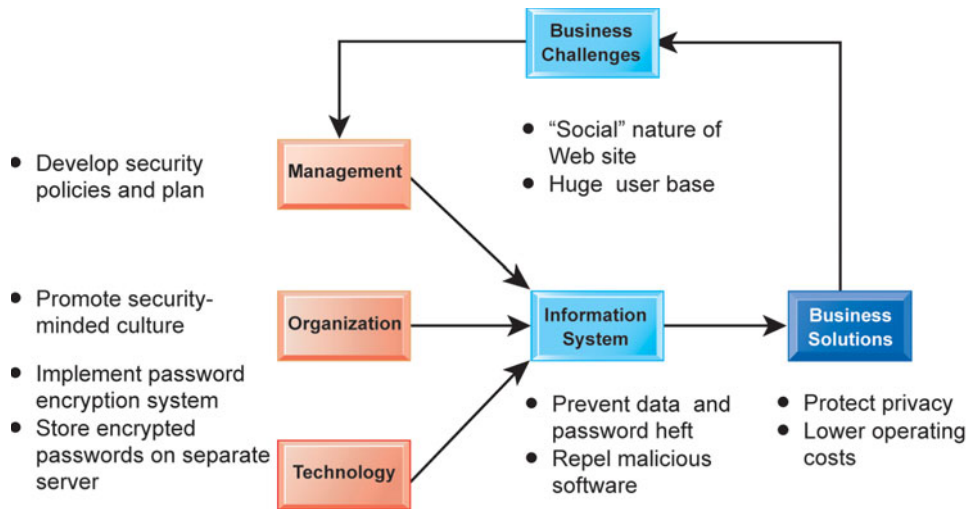 Business
Challenges
• “Social” nature of
Web site
• Huge user base
• Develop security
policies and plan
Management
• Promote security-
minded culture
Organization
Information
System
Business
Solutions
• Implement password
encryption system
• Store encrypted
passwords on separate
server
Technology
• Prevent data and
password heft
• Repel malicious
software
• Protect privacy
• Lower operating
costs